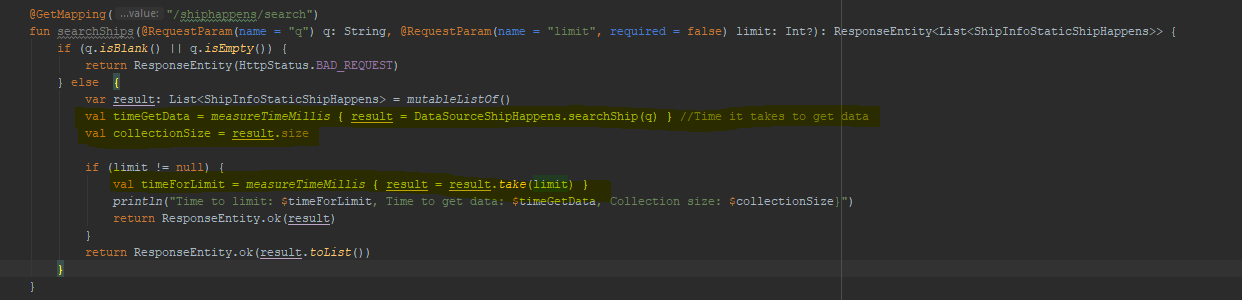 @GetMapping( ...value: "/shiphappens/search")
fun searchShips(@RequestParam(name = "q") q: String, @RequestParam(name = "limit", required = false) limit: Int?): ResponseEntity<List<ShipInfoStaticShipHappens>> {
if (q.isBlank() || q.isEmpty()) {
return ResponseEntity(HttpStatus.BAD_REQUEST)
} else {
var result: List<ShipInfoStaticShipHappens> = mutableListOf()
val timeGetData = measureTimeMillis { result = DataSourceShipHappens.searchShip(q) } //Time it takes to get data
val collectionSize = result.size
if (limit != null) {
val timeForLimit = measureTimeMillis { result = result.take(limit) }
println("Time to limit: $timeForLimit, Time to get data: $timeGetData, Collection size: $collectionSize}")
return ResponseEntity.ok(result)
}
return ResponseEntity.ok(result.toList())
}
}